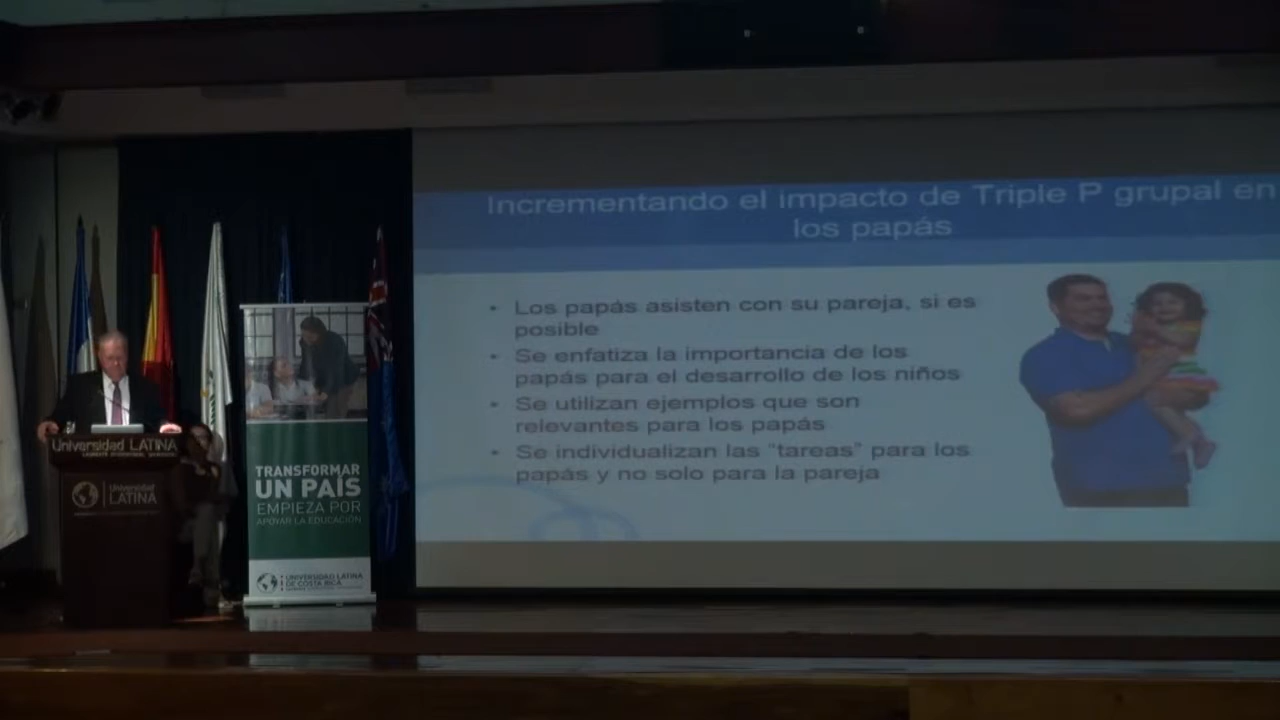 Incrementando el impacto de Triple P grupal en
los papás
• Los papás asisten con su pareja, si es
posible
• Se enfatiza la importancia de los
papás para el desarrollo de los niños
• Se utilizan ejemplos que son
relevantes para los papás
• Se individualizan las "tareas" para los
papás y no solo para la pareja
Universidad LATINA
Universidad
LATINA
TRANSFORMAR
UN PAÍS
EMPIEZA POR
APOYAR LA EDUCACIÓN
UNIVERSIDAD LATINA
DE COSTA RICA